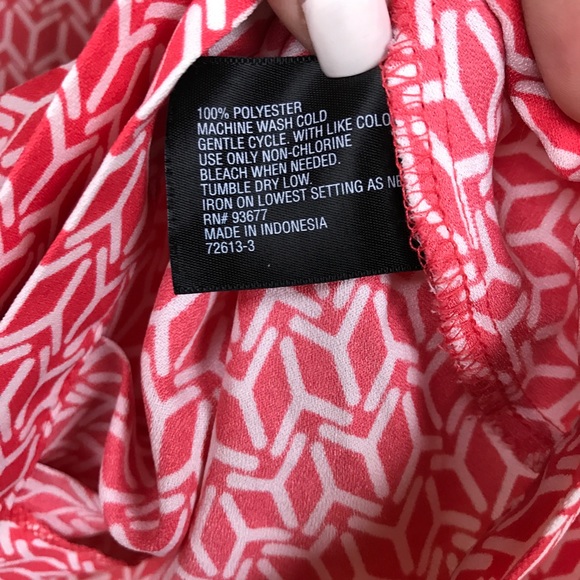 100% POLYESTER
MACHINE WASH COLD
GENTLE CYCLE. WITH LIKE COLO
USE ONLY NON-CHLORINE
BLEACH WHEN NEEDED.
TUMBLE DRY LOW.
IRON ON LOWEST SETTING AS NE
RN# 93677
MADE IN INDONESIA
72613-3